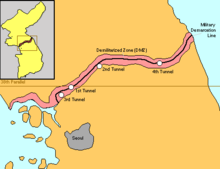 Military
Demarcation
Line
Demilitarized Zone (DMZ)
2nd Tunnel
4th Tunnel
38th Parallel
1st Tunnel
3rd Tunnel
Seoul